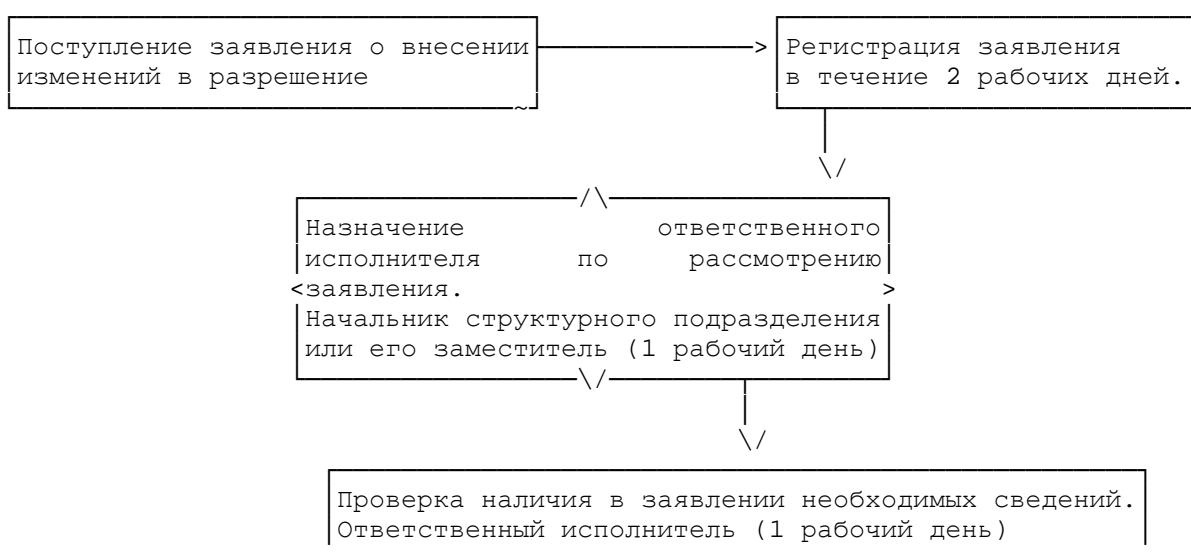 Поступление заявления о внесении
изменений в разрешение
Регистрация заявления
в течение 2 рабочих дней.
Назначение ответственного
исполнителя по рассмотрению
заявления.
Начальник структурного подразделения
или его заместитель (1 рабочий день)
Проверка наличия в заявлении необходимых сведений.
Ответственный исполнитель (1 рабочий день)